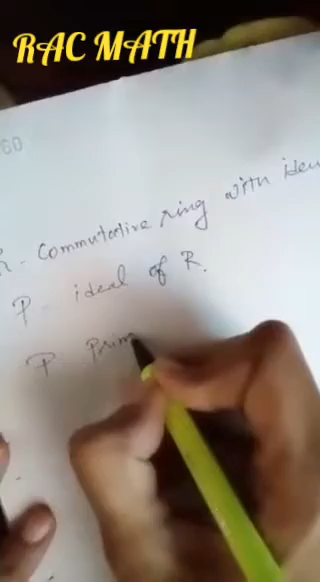 RAC MATH
60
R - Commutative ring with iden
P - ideal of R.
P Prim